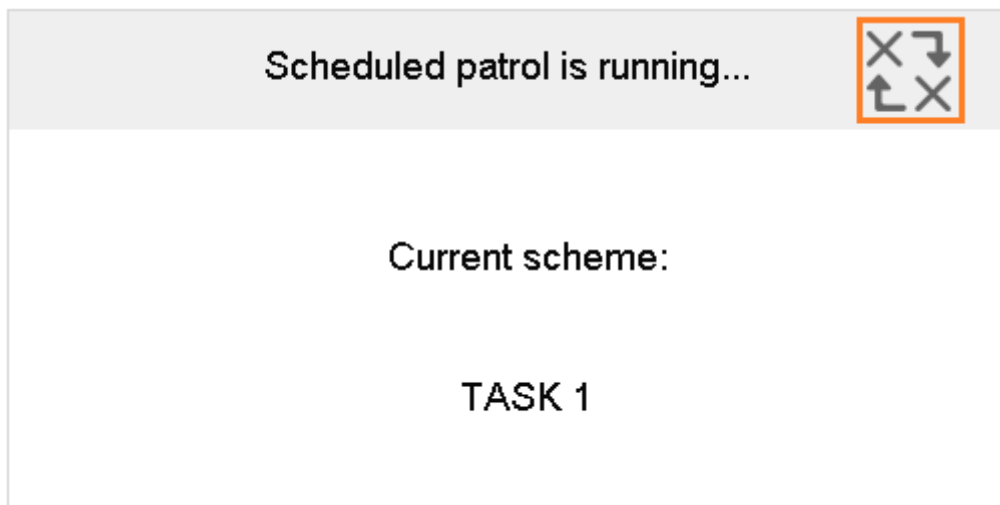 Scheduled patrol is running...
Current scheme:
TASK 1